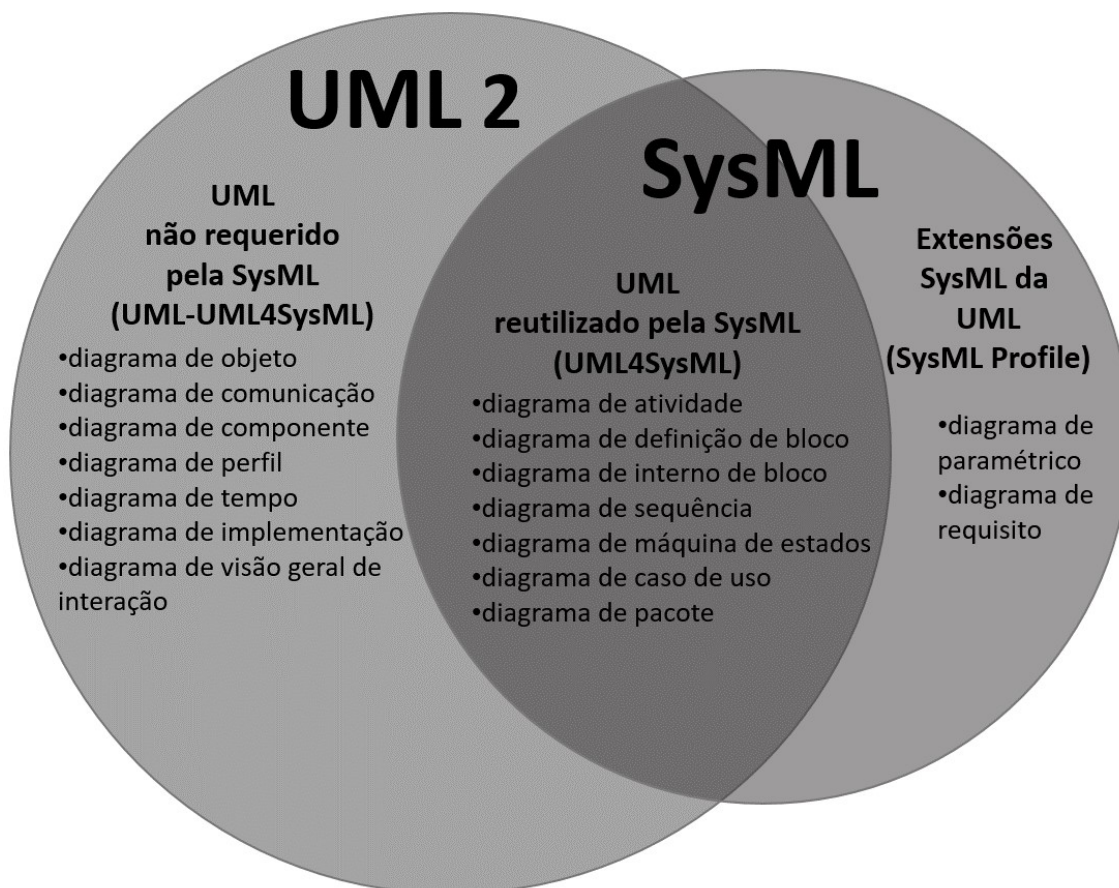 UML 2
SysML
UML
não requerido
pela SysML
(UML-UML4SysML)
•diagrama de objeto
•diagrama de comunicação
•diagrama de componente
•diagrama de perfil
•diagrama de tempo
•diagrama de implementação
•diagrama de visão geral de
interação
UML
reutilizado pela SysML
(UML4SysML)
•diagrama de atividade
•diagrama de definição de bloco
•diagrama de interno de bloco
•diagrama de sequência
•diagrama de máquina de estados
•diagrama de caso de uso
•diagrama de pacote
Extensões
SysML da
UML
(SysML Profile)
•diagrama de
paramétrico
•diagrama de
requisito